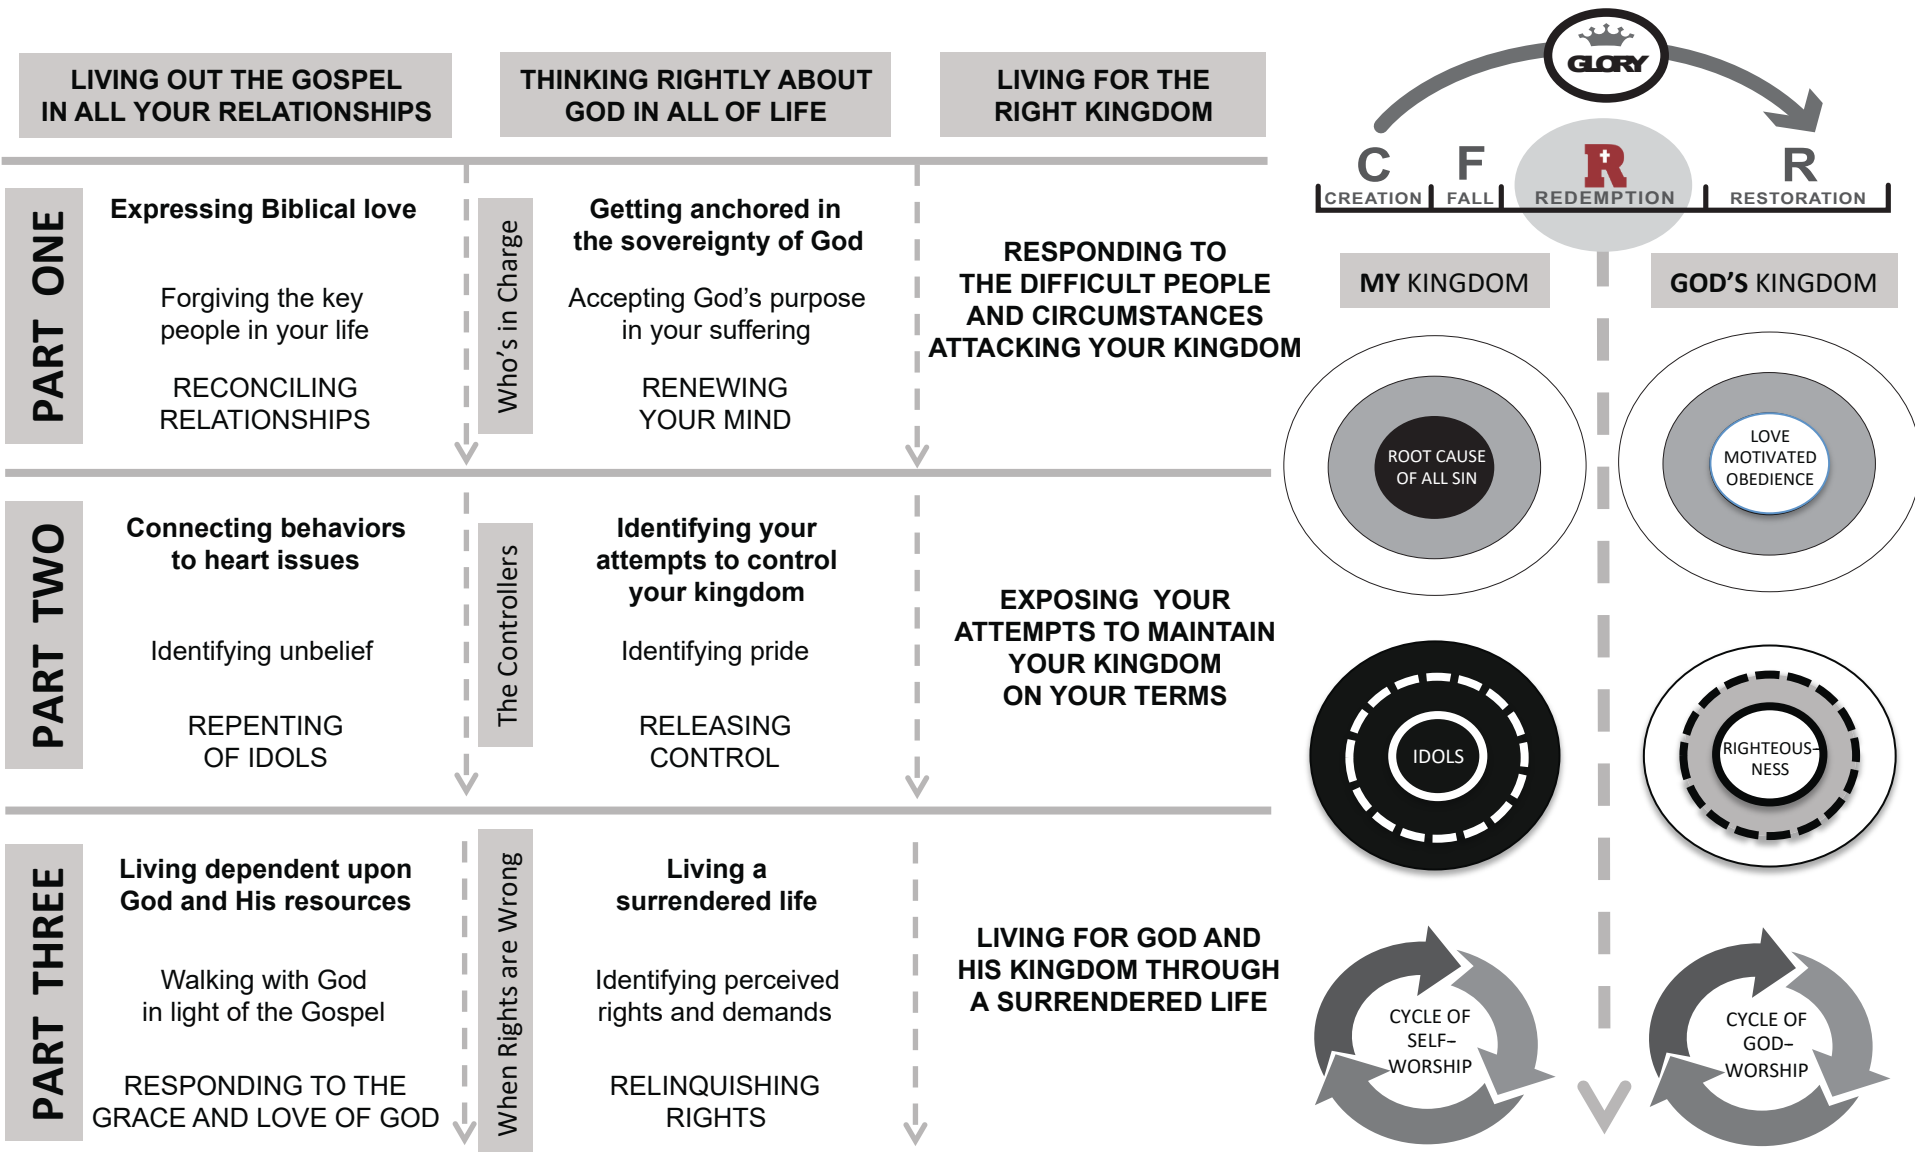 LIVING OUT THE GOSPEL
IN ALL YOUR RELATIONSHIPS
THINKING RIGHTLY ABOUT
GOD IN ALL OF LIFE
LIVING FOR THE
RIGHT KINGDOM
PART ONE
Expressing Biblical love
Forgiving the key
people in your life
RECONCILING
RELATIONSHIPS
Who's in Charge
Getting anchored in
the sovereignty of God
Accepting God's purpose
in your suffering
RENEWING
YOUR MIND
RESPONDING TO
THE DIFFICULT PEOPLE
AND CIRCUMSTANCES
ATTACKING YOUR KINGDOM
PART TWO
Connecting behaviors
to heart issues
Identifying unbelief
REPENTING
OF IDOLS
The Controllers
Identifying your
attempts to control
your kingdom
Identifying pride
RELEASING
CONTROL
EXPOSING YOUR
ATTEMPTS TO MAINTAIN
YOUR KINGDOM
ON YOUR TERMS
PART THREE
Living dependent upon
God and His resources
Walking with God
in light of the Gospel
RESPONDING TO THE
GRACE AND LOVE OF GOD
When Rights are Wrong
Living a
surrendered life
Identifying perceived
rights and demands
RELINQUISHING
RIGHTS
LIVING FOR GOD AND
HIS KINGDOM THROUGH
A SURRENDERED LIFE
GLORY
C F R R
CREATION FALL REDEMPTION RESTORATION
MY KINGDOM
GOD'S KINGDOM
ROOT CAUSE
OF ALL SIN
LOVE
MOTIVATED
OBEDIENCE
IDOLS
RIGHTEOUS-
NESS
CYCLE OF
SELF-
WORSHIP
CYCLE OF
GOD-
WORSHIP